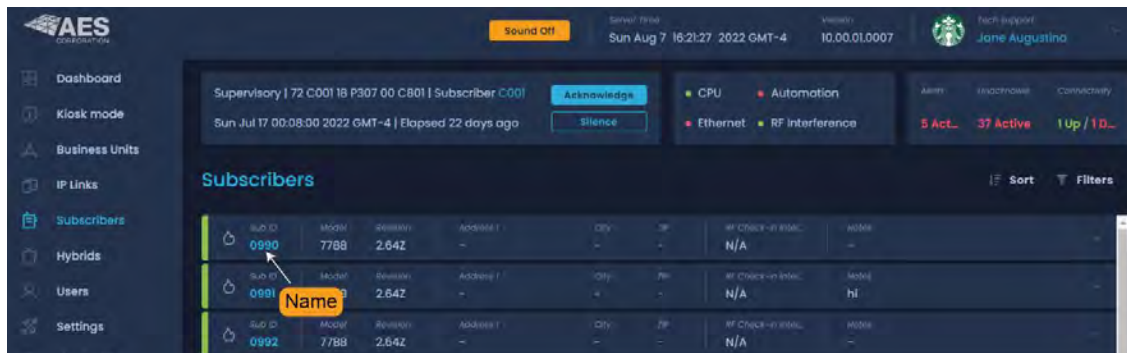 AES
CORPORATION
Sound Off
Server time
Sun Aug 7 16:21:27 2022 GMT-4
Version
10.00.01.0007
Tech support
Jane Augustino
Dashboard
Kiosk mode
Business Units
IP Links
Subscribers
Hybrids
Users
Settings
Supervisory | 72 C001 18 P307 00 C801 | Subscriber C001
Sun Jul 17 00:08:00 2022 GMT-4 | Elapsed 22 days ago
Acknowledge
Silence
CPU Automation
Ethernet RF Interference
Alarm Connectivity
5 Act... 37 Active 1 Up / 1 D...
Subscribers
Sort Filters
Sub ID Model Revision Address 1 City ZIP RF Check-in Inter... Notes
0990 7788 2.64Z - - - N/A -
Sub ID Model Revision Address 1 City ZIP RF Check-in Inter... Notes
0991 2.64Z - - - N/A hi
Name
Sub ID Model Revision Address 1 City ZIP RF Check-in Inter... Notes
0992 7788 2.64Z - - - N/A -